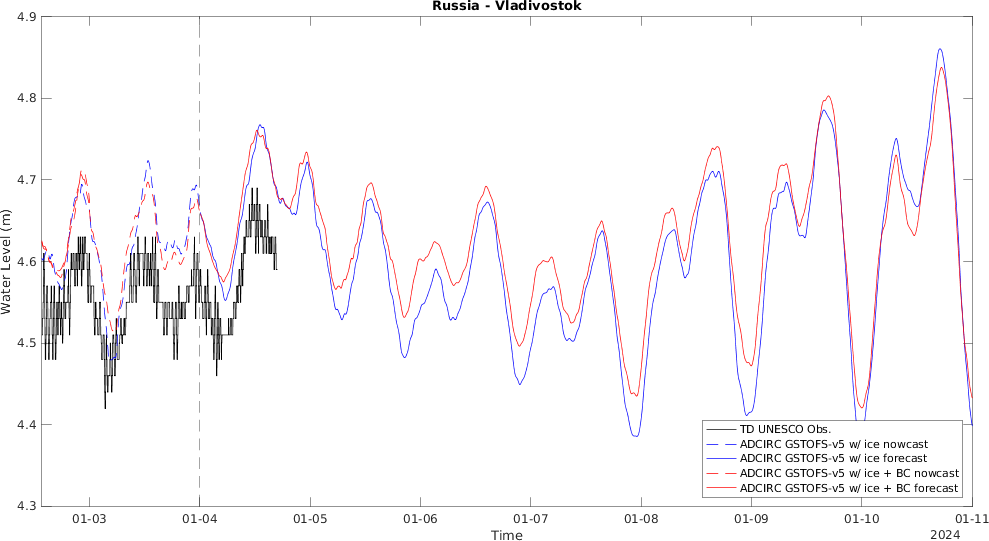 Russia - Vladivostok
4.9
4.8
4.7
4.6
4.5
4.4
4.3
Water Level (m)
01-03 01-04 01-05 01-06 01-07 01-08 01-09 01-10 01-11
Time
2024
TD UNESCO Obs.
ADCIRC GSTOFS-v5 w/ ice nowcast
ADCIRC GSTOFS-v5 w/ ice forecast
ADCIRC GSTOFS-v5 w/ ice + BC nowcast
ADCIRC GSTOFS-v5 w/ ice + BC forecast